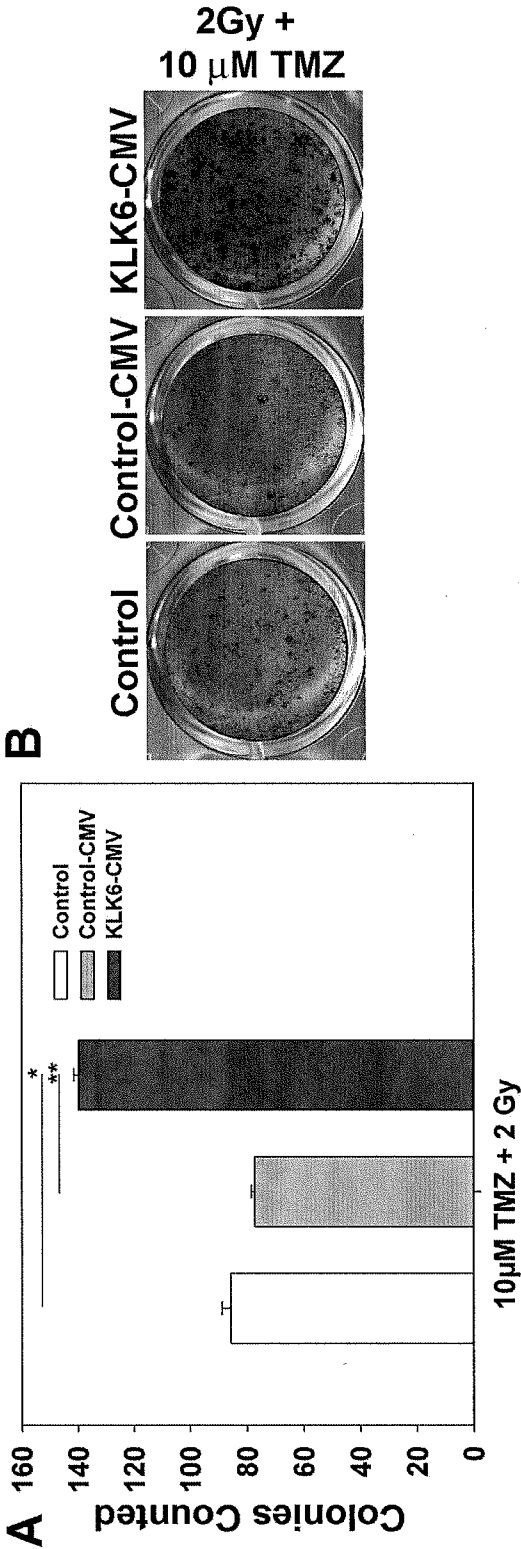 A
Colonies Counted
160
140
120
100
80
60
40
20
0
*
**
Control
Control-CMV
KLK6-CMV
10µM TMZ + 2 Gy
B
Control
Control-CMV
KLK6-CMV
2Gy +
10 µM TMZ